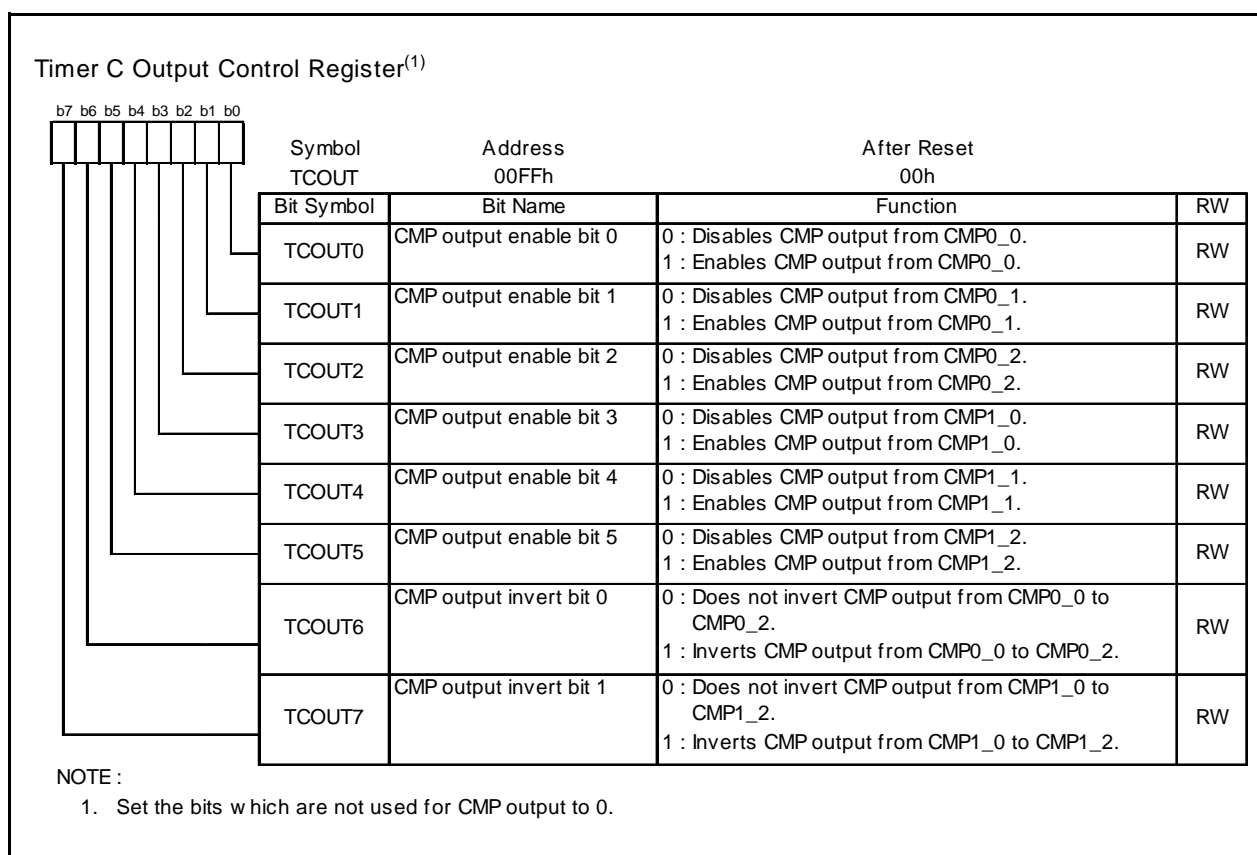 Timer C Output Control Register(1)
b7 b6 b5 b4 b3 b2 b1 b0
Symbol Address After Reset
TCOUT 00FFh 00h
Bit Symbol Bit Name Function RW
TCOUT0 CMP output enable bit 0 0 : Disables CMP output from CMP0_0.
1 : Enables CMP output from CMP0_0. RW
TCOUT1 CMP output enable bit 1 0 : Disables CMP output from CMP0_1.
1 : Enables CMP output from CMP0_1. RW
TCOUT2 CMP output enable bit 2 0 : Disables CMP output from CMP0_2.
1 : Enables CMP output from CMP0_2. RW
TCOUT3 CMP output enable bit 3 0 : Disables CMP output from CMP1_0.
1 : Enables CMP output from CMP1_0. RW
TCOUT4 CMP output enable bit 4 0 : Disables CMP output from CMP1_1.
1 : Enables CMP output from CMP1_1. RW
TCOUT5 CMP output enable bit 5 0 : Disables CMP output from CMP1_2.
1 : Enables CMP output from CMP1_2. RW
TCOUT6 CMP output invert bit 0 0 : Does not invert CMP output from CMP0_0 to
CMP0_2.
1 : Inverts CMP output from CMP0_0 to CMP0_2. RW
TCOUT7 CMP output invert bit 1 0 : Does not invert CMP output from CMP1_0 to
CMP1_2.
1 : Inverts CMP output from CMP1_0 to CMP1_2. RW
NOTE :
1. Set the bits which are not used for CMP output to 0.